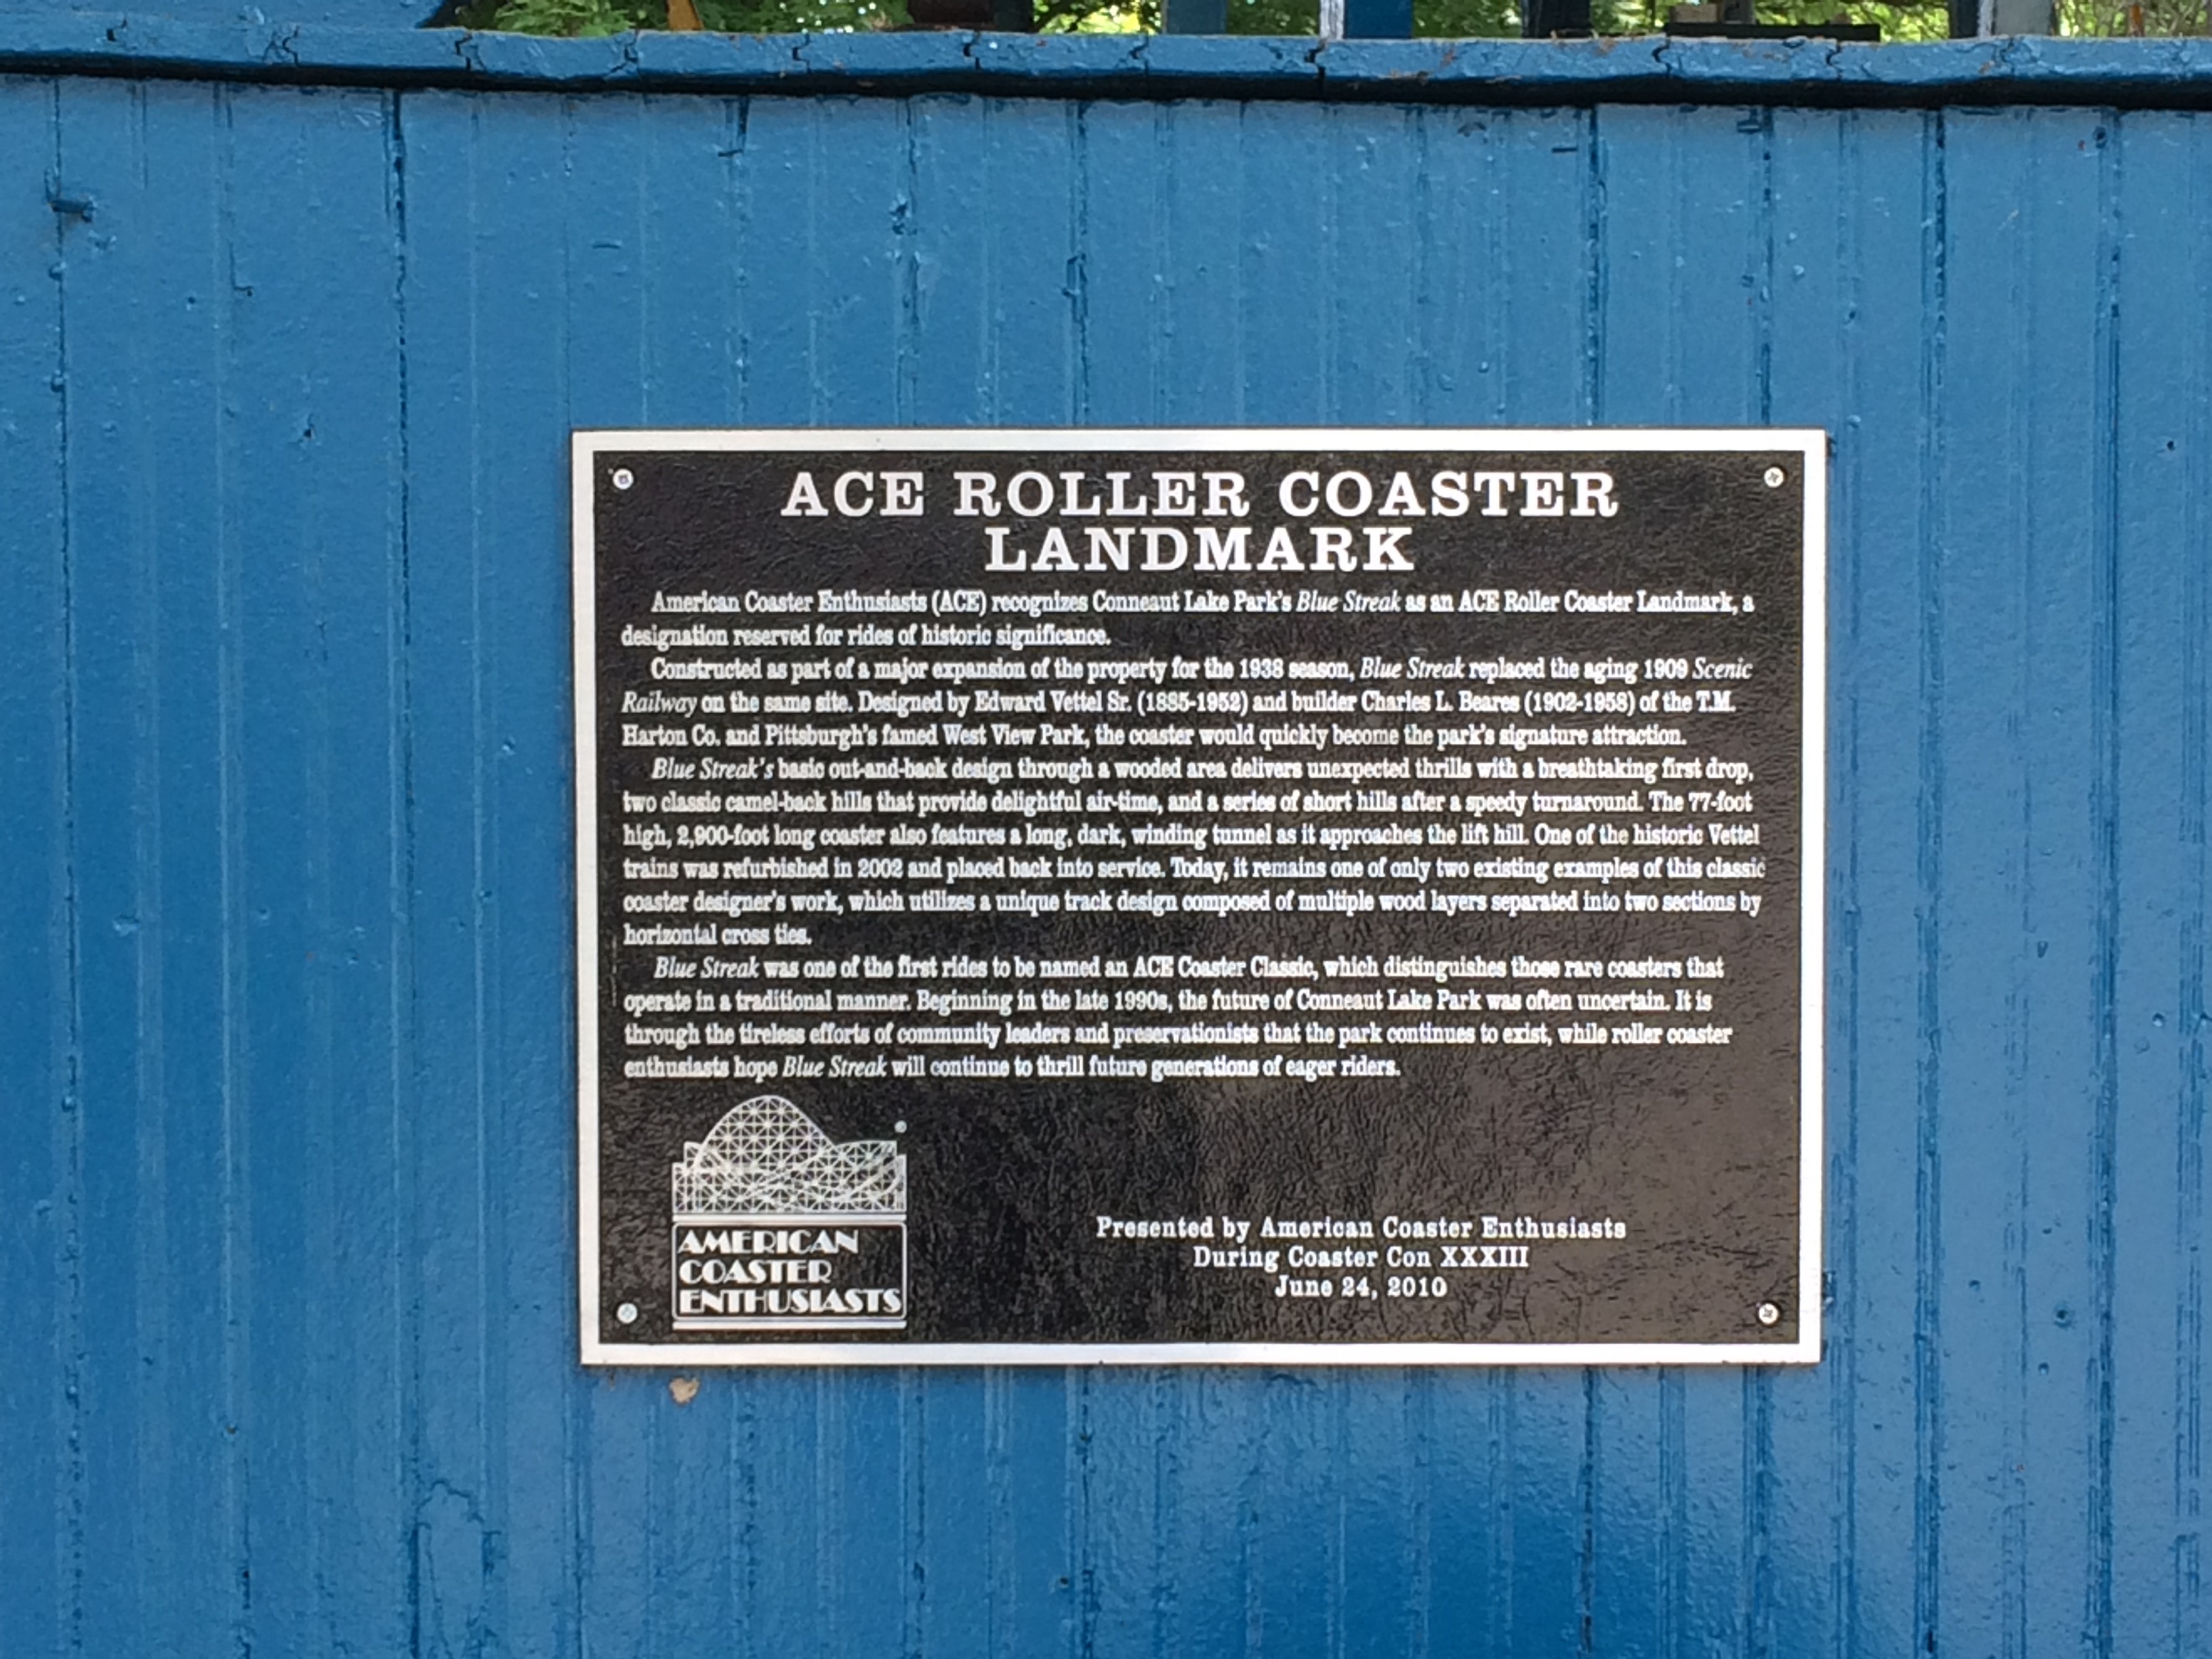 ACE ROLLER COASTER
LANDMARK
American Coaster Enthusiasts (ACE) recognizes Conneaut Lake Park's Blue Streak as an ACE Roller Coaster Landmark, a
designation reserved for rides of historic significance.
Constructed as part of a major expansion of the property for the 1938 season, Blue Streak replaced the aging 1909 Scenic
Railway on the same site. Designed by Edward Vettel Sr. (1885-1952) and builder Charles L. Beares (1902-1958) of the T.M.
Harton Co. and Pittsburgh's famed West View Park, the coaster would quickly become the park's signature attraction.
Blue Streak's basic out-and-back design through a wooded area delivers unexpected thrills with a breathtaking first drop,
two classic camel-back hills that provide delightful air-time, and a series of short hills after a speedy turnaround. The 77-foot
high, 2,900-foot long coaster also features a long, dark, winding tunnel as it approaches the lift hill. One of the historic Vettel
trains was refurbished in 2002 and placed back into service. Today, it remains one of only two existing examples of this classic
coaster designer's work, which utilizes a unique track design composed of multiple wood layers separated into two sections by
horizontal cross ties.
Blue Streak was one of the first rides to be named an ACE Coaster Classic, which distinguishes those rare coasters that
operate in a traditional manner. Beginning in the late 1990s, the future of Conneaut Lake Park was often uncertain. It is
through the tireless efforts of community leaders and preservationists that the park continues to exist, while roller coaster
enthusiasts hope Blue Streak will continue to thrill future generations of eager riders.
AMERICAN
COASTER
ENTHUSIASTS
Presented by American Coaster Enthusiasts
During Coaster Con XXXIII
June 24, 2010